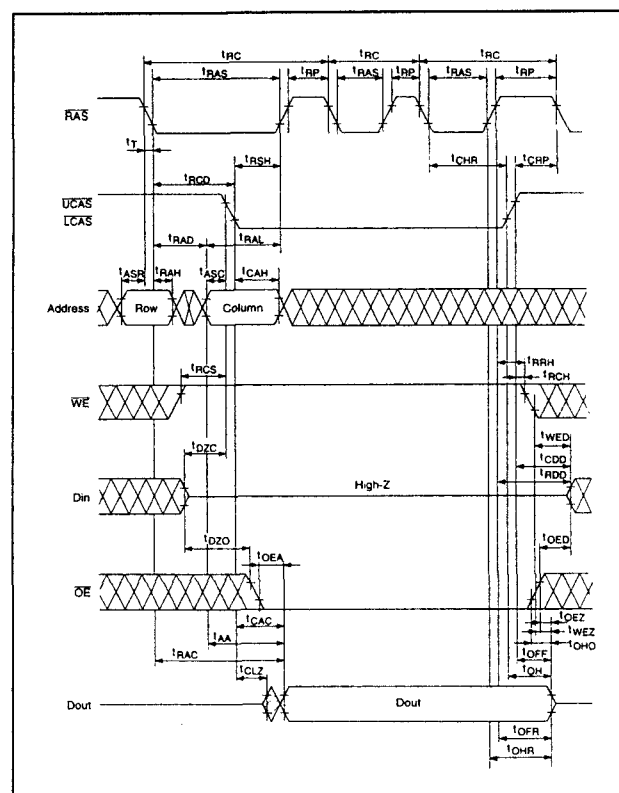 tRC tRC tRC
tRAS tRP tRAS tRP tRAS tRP
RAS
tT tRSH tCHR tCRP
tRCD
UCAS
LCAS
tRAD tRAL
tASR tRAH tASC tCAH
Address Row Column
tRRH
tRCS tRCH
WE
tWED
tDZC tCDD
tRDD
Din High-Z
tDZO tOED
tOEA
OE
tOEZ
tCAC tWEZ
tAA tOHO
tRAC tOFF
tCLZ tOH
Dout Dout
tOFR
tOHR